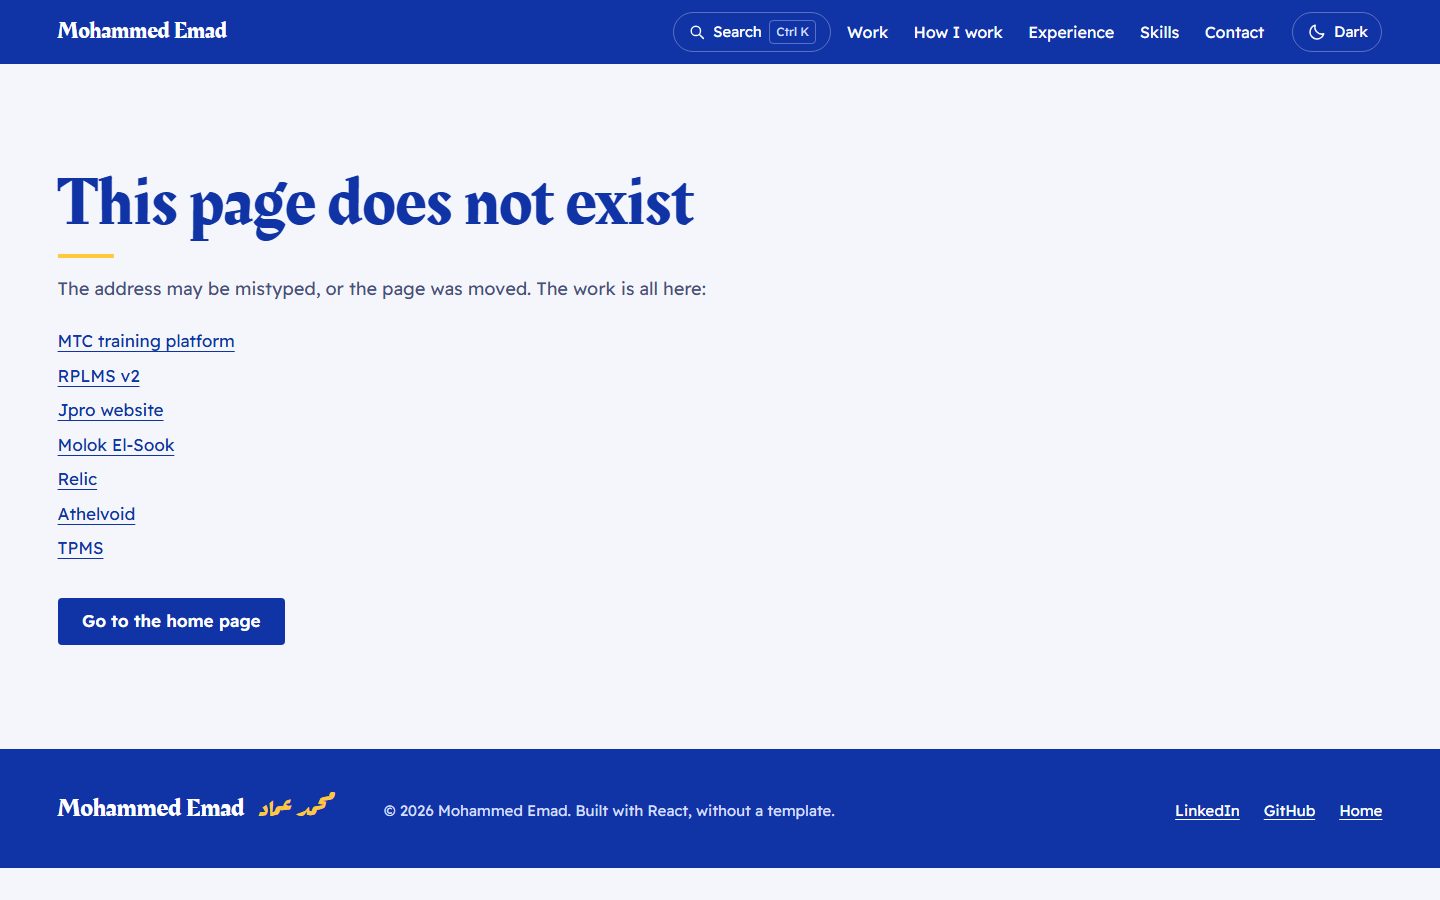 Mohammed Emad
Search Ctrl K
Work
How I work
Experience
Skills
Contact
Dark
This page does not exist
The address may be mistyped, or the page was moved. The work is all here:
MTC training platform
RPLMS v2
Jpro website
Molok El-Sook
Relic
Athelvoid
TPMS
Go to the home page
Mohammed Emad محمد عماد
© 2026 Mohammed Emad. Built with React, without a template.
LinkedIn
GitHub
Home